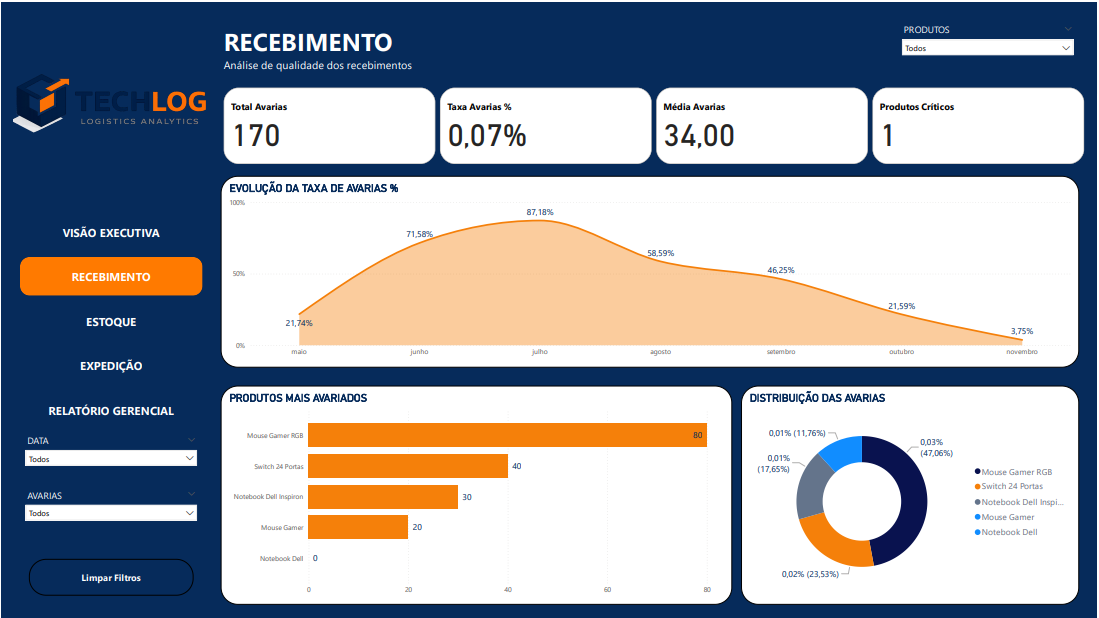 RECEBIMENTO
Análise de qualidade dos recebimentos
PRODUTOS
Todos
TECHLOG
LOGISTICS ANALYTICS
Total Avarias
170
Taxa Avarias %
0,07%
Média Avarias
34,00
Produtos Críticos
1
VISÃO EXECUTIVA
RECEBIMENTO
ESTOQUE
EXPEDIÇÃO
RELATÓRIO GERENCIAL
DATA
Todos
AVARIAS
Todos
Limpar Filtros
EVOLUÇÃO DA TAXA DE AVARIAS %
100%
50%
0%
21,74%
71,58%
87,18%
58,59%
46,25%
21,59%
3,75%
maio
junho
julho
agosto
setembro
outubro
novembro
PRODUTOS MAIS AVARIADOS
Mouse Gamer RGB
80
Switch 24 Portas
40
Notebook Dell Inspiron
30
Mouse Gamer
20
Notebook Dell
0
0
20
40
60
80
DISTRIBUIÇÃO DAS AVARIAS
0,01% (11,76%)
0,03%
(47,06%)
0,01%
(17,65%)
0,02% (23,53%)
Mouse Gamer RGB
Switch 24 Portas
Notebook Dell Inspi...
Mouse Gamer
Notebook Dell